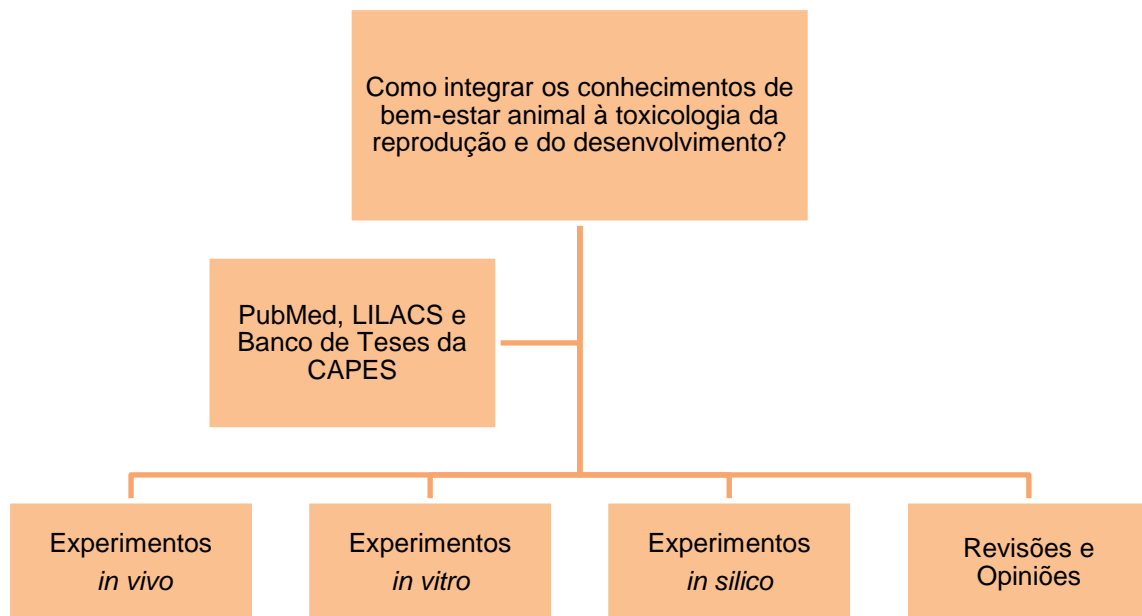 Como integrar os conhecimentos de
bem-estar animal à toxicologia da
reprodução e do desenvolvimento?
PubMed, LILACS e
Banco de Teses da
CAPES
Experimentos
in vivo
Experimentos
in vitro
Experimentos
in silico
Revisões e
Opiniões